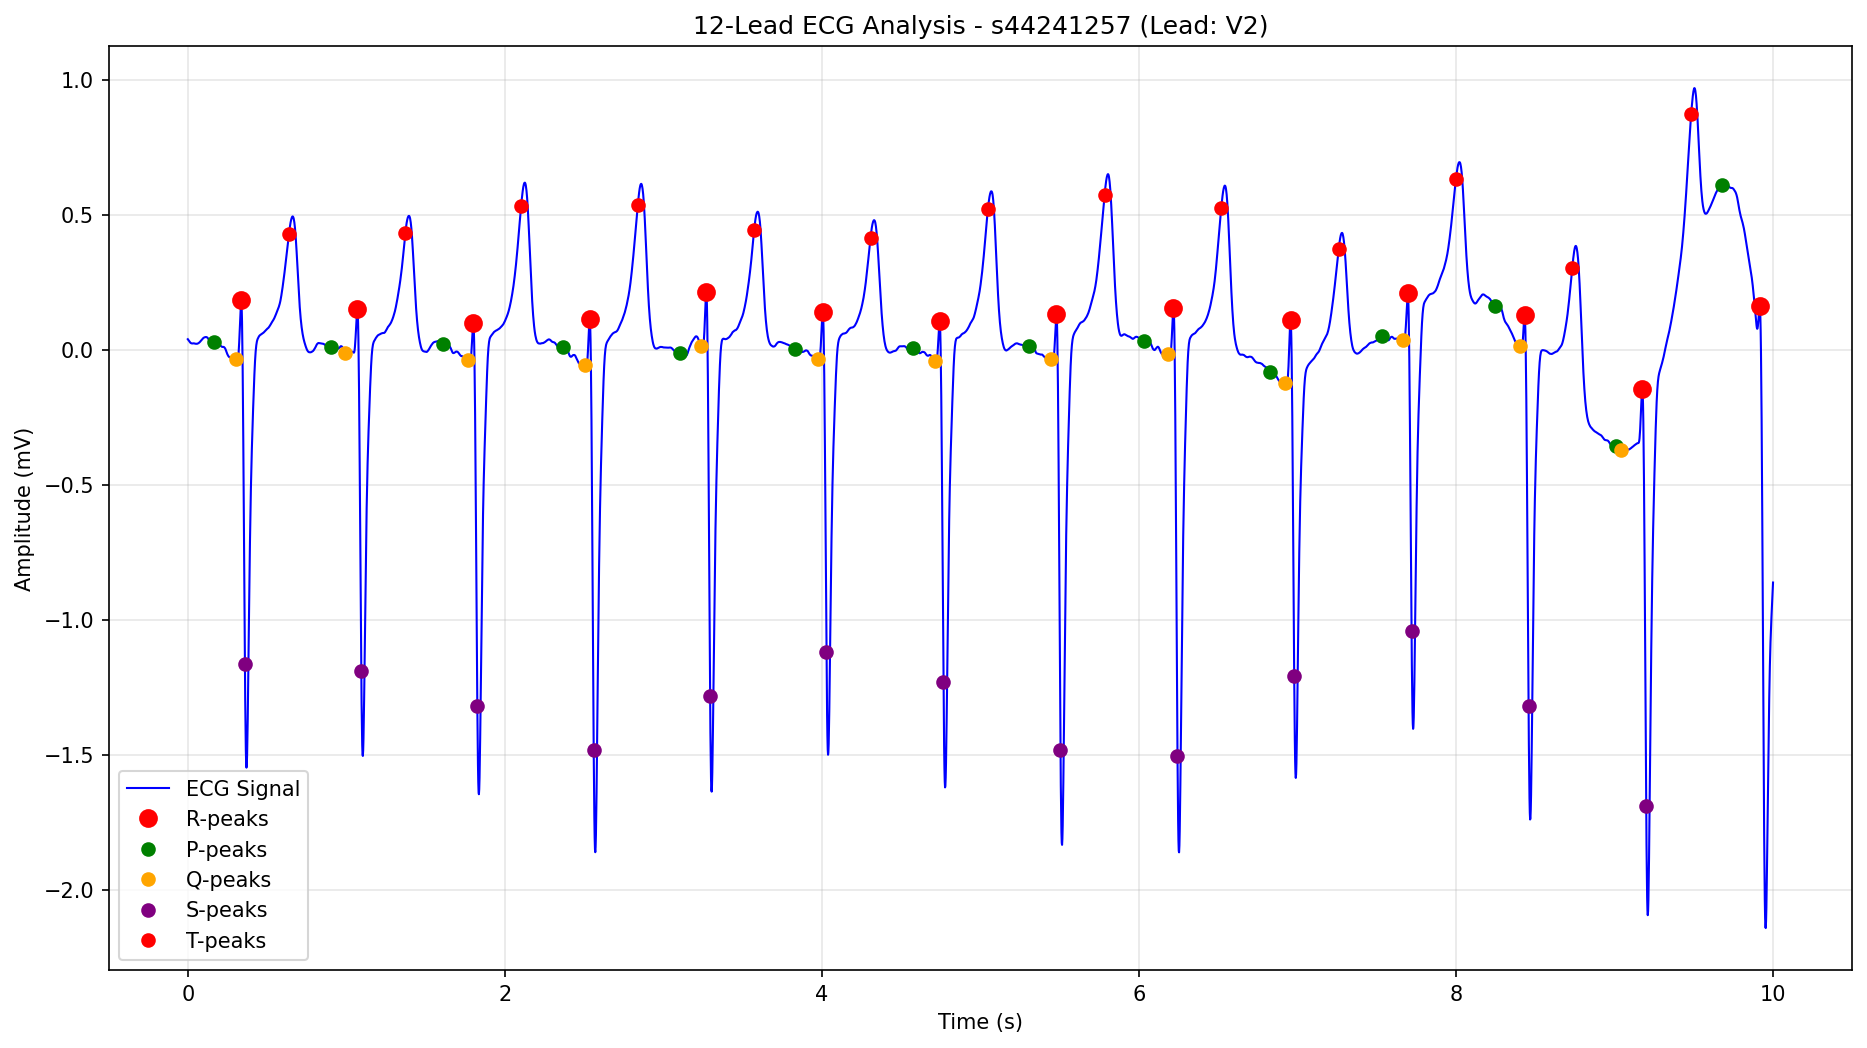 12-Lead ECG Analysis - s44241257 (Lead: V2)
1.0
0.5
0.0
−0.5
−1.0
−1.5
−2.0
Amplitude (mV)
ECG Signal
R-peaks
P-peaks
Q-peaks
S-peaks
T-peaks
0 2 4 6 8 10
Time (s)